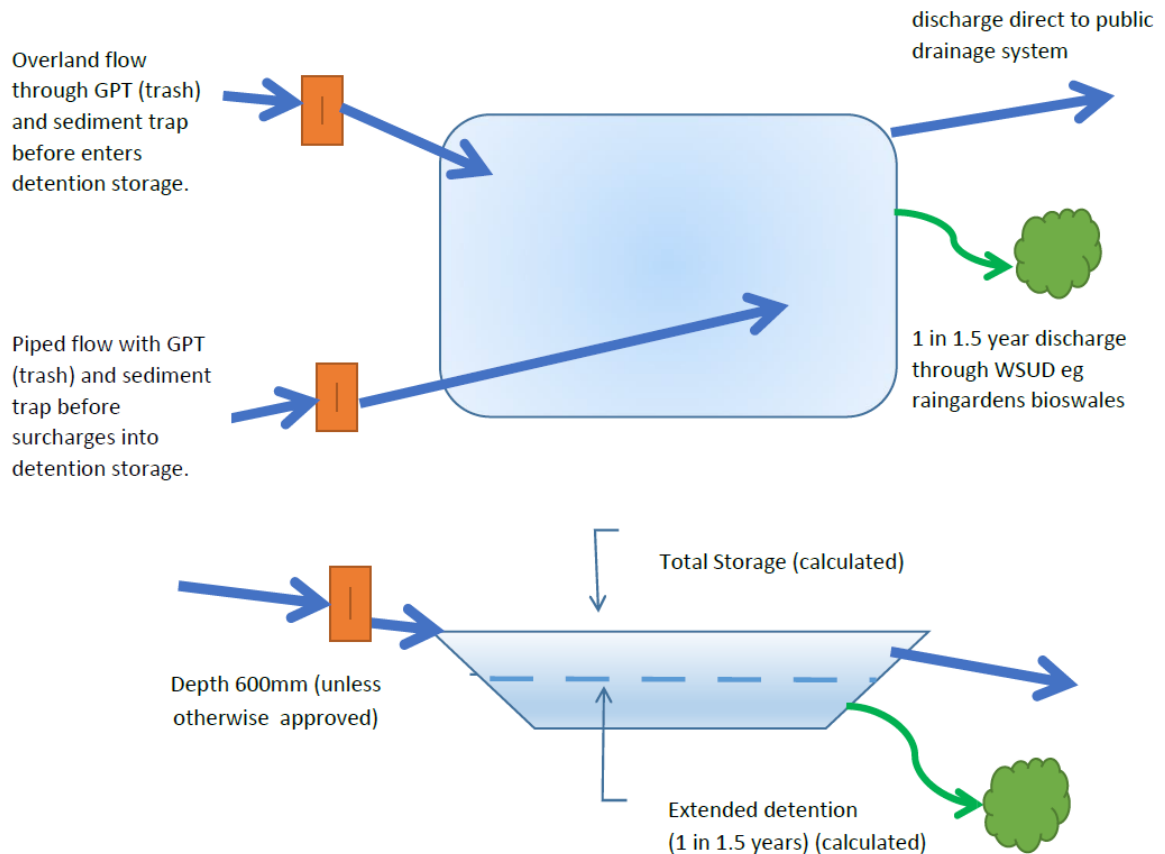 Overland flow
through GPT (trash)
and sediment trap
before enters
detention storage.
discharge direct to public
drainage system
Piped flow with GPT
(trash) and sediment
trap before
surcharges into
detention storage.
1 in 1.5 year discharge
through WSUD eg
raingardens bioswales
Total Storage (calculated)
Depth 600mm (unless
otherwise approved)
Extended detention
(1 in 1.5 years) (calculated)